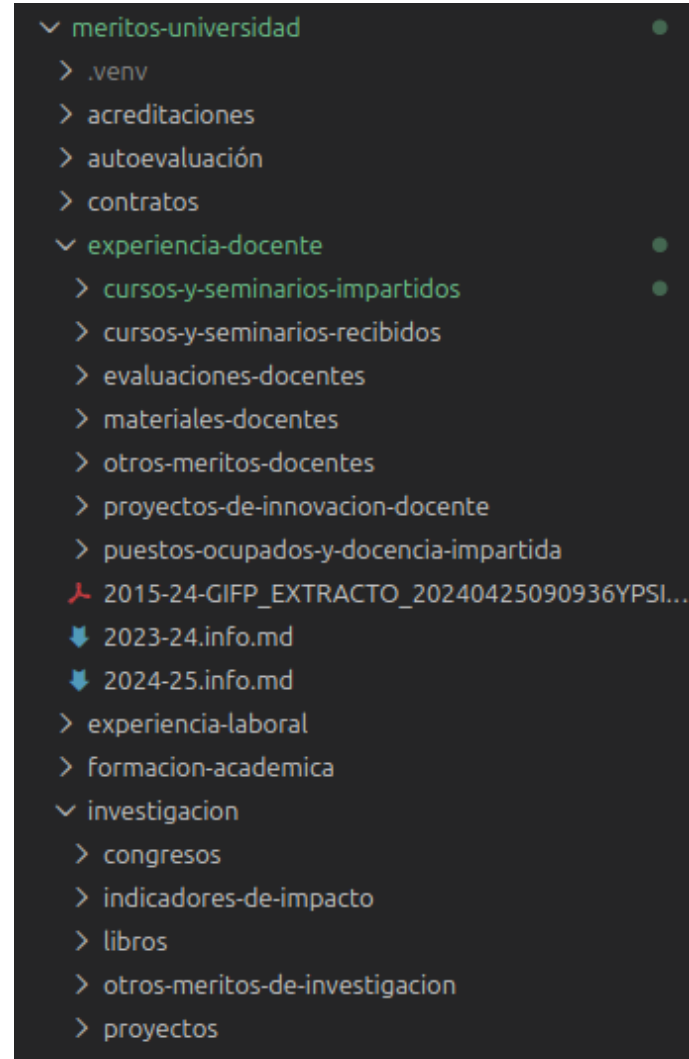 meritos-universidad
.venv
acreditaciones
autoevaluación
contratos
experiencia-docente
cursos-y-seminarios-impartidos
cursos-y-seminarios-recibidos
evaluaciones-docentes
materiales-docentes
otros-meritos-docentes
proyectos-de-innovacion-docente
puestos-ocupados-y-docencia-impartida
2015-24-GIFP_EXTRACTO_20240425090936YPSI...
2023-24.info.md
2024-25.info.md
experiencia-laboral
formacion-academica
investigacion
congresos
indicadores-de-impacto
libros
otros-meritos-de-investigacion
proyectos